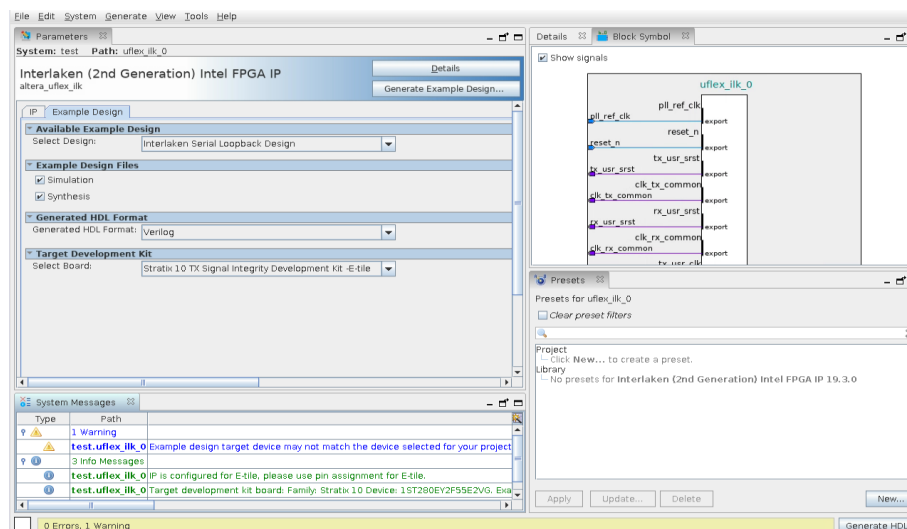 File Edit System Generate View Tools Help
Parameters
System: test Path: uflex_ilk_0
Interlaken (2nd Generation) Intel FPGA IP
altera_uflex_ilk
Details
Generate Example Design...
IP Example Design
Available Example Design
Select Design: Interlaken Serial Loopback Design
Example Design Files
Simulation
Synthesis
Generated HDL Format
Generated HDL Format: Verilog
Target Development Kit
Select Board: Stratix 10 TX Signal Integrity Development Kit -E-tile
System Messages
Type Path
1 Warning
test.uflex_ilk_0 Example design target device may not match the device selected for your project
3 Info Messages
test.uflex_ilk_0 IP is configured for E-tile, please use pin assignment for E-tile.
test.uflex_ilk_0 Target development kit board: Family: Stratix 10 Device: 1ST280EY2F55E2VG. Exa
0 Errors, 1 Warning
Details Block Symbol
Show signals
uflex_ilk_0
pll_ref_clk
pll_ref_clk export
reset_n
reset_n export
tx_usr_srst
tx_usr_srst export
clk_tx_common
clk_tx_common export
rx_usr_srst
rx_usr_srst export
clk_rx_common
clk_rx_common export
tx_usr_clk
Presets
Presets for uflex_ilk_0
Clear preset filters
Project
Click New... to create a preset.
Library
No presets for Interlaken (2nd Generation) Intel FPGA IP 19.3.0
Apply Update... Delete New...
Generate HDL